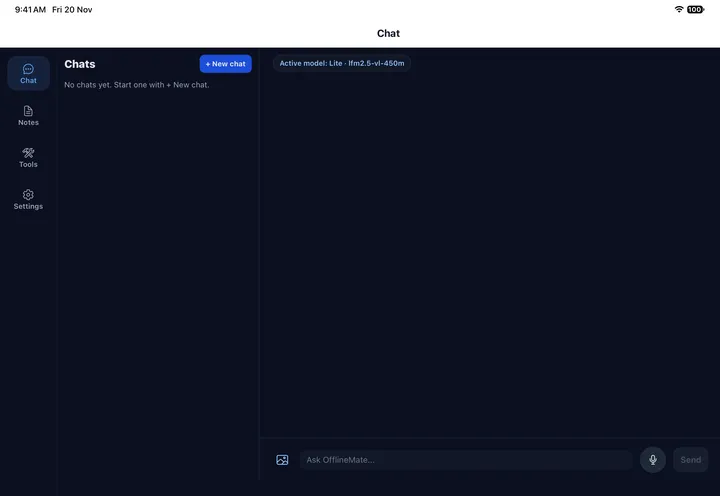 9:41 AM Fri 20 Nov
100
Chat
Chat
Notes
Tools
Settings
Chats
+ New chat
No chats yet. Start one with + New chat.
Active model: Lite · lfm2.5-vl-450m
Ask OfflineMate...
Send